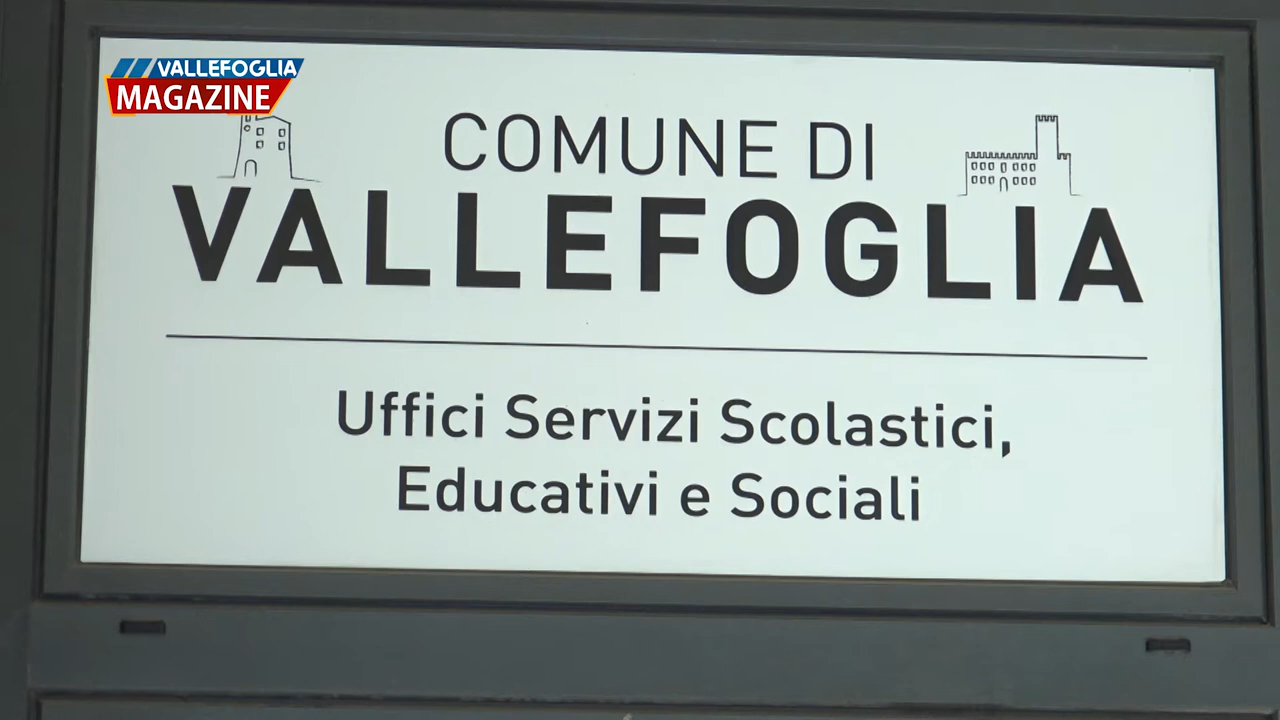 VALLEFOGLIA
MAGAZINE
COMUNE DI
VALLEFOGLIA
Uffici Servizi Scolastici,
Educativi e Sociali